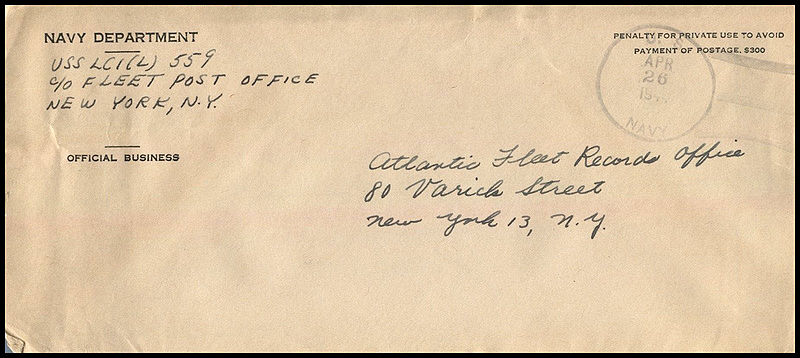 NAVY DEPARTMENT
USS LCI(L) 559
c/o FLEET POST OFFICE
NEW YORK, N.Y.
OFFICIAL BUSINESS
PENALTY FOR PRIVATE USE TO AVOID
PAYMENT OF POSTAGE, $300
APR
26
NAVY
Atlantic Fleet Records Office
80 Varick Street
New York 13, N.Y.